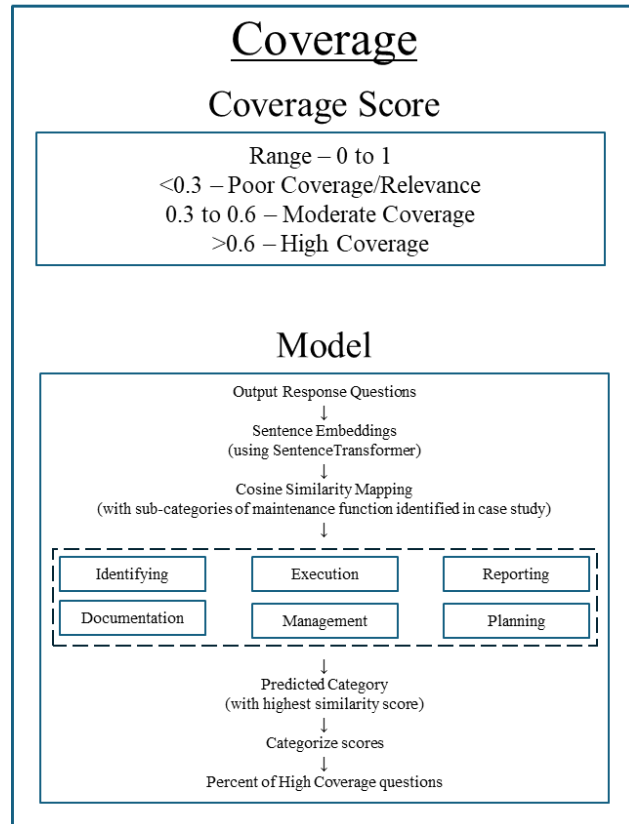 Coverage
Coverage Score
Range – 0 to 1
<0.3 – Poor Coverage/Relevance
0.3 to 0.6 – Moderate Coverage
>0.6 – High Coverage
Model
Output Response Questions
↓
Sentence Embeddings
(using SentenceTransformer)
↓
Cosine Similarity Mapping
(with sub-categories of maintenance function identified in case study)
↓
Identifying Execution Reporting
Documentation Management Planning
↓
Predicted Category
(with highest similarity score)
↓
Categorize scores
↓
Percent of High Coverage questions